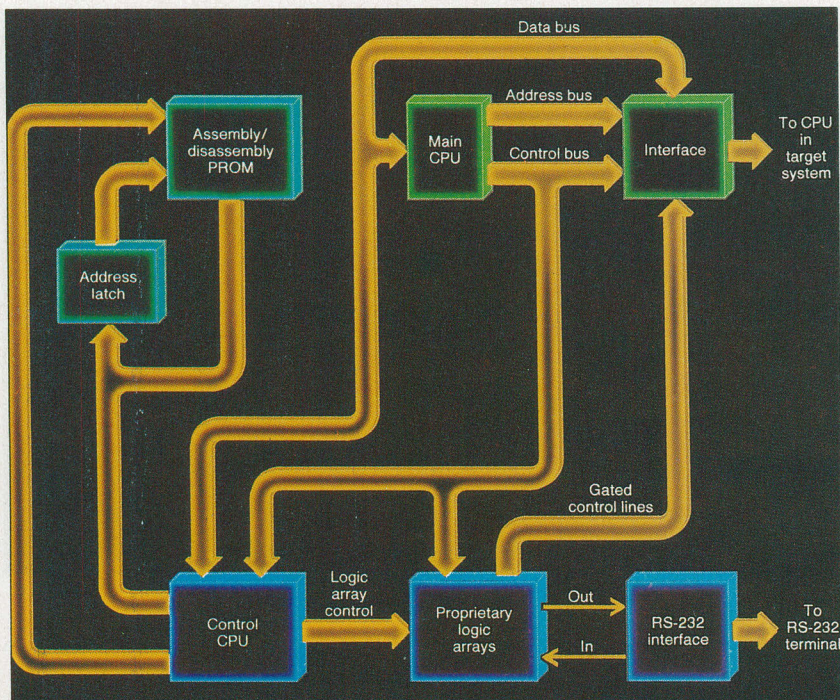 Data bus
Address bus
Assembly/
disassembly
PROM
Main
CPU
Control bus
Interface
To CPU
in
target
system
Address
latch
Gated
control lines
Logic
array
control
Control
CPU
Proprietary
logic
arrays
Out
In
RS-232
interface
To
RS-232
terminal